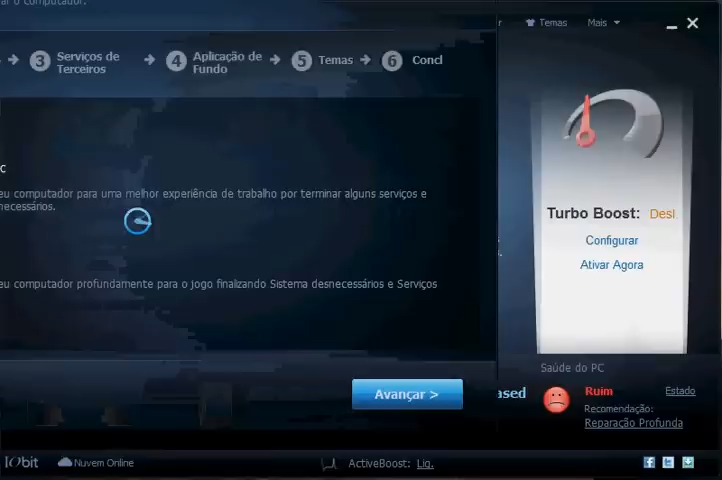 computador.
Temas
Mais
3 Serviços de Terceiros
4 Aplicação de Fundo
5 Temas
6 Concl
eu computador para uma melhor experiência de trabalho por terminar alguns serviços e
necessários.
Turbo Boost: Desl
Configurar
Ativar Agora
eu computador profundamente para o jogo finalizando Sistema desnecessários e Serviços
Saúde do PC
Avançar >
ased
Ruim
Estado
Recomendação:
Reparação Profunda
IObit
Nuvem Online
ActiveBoost: Lig.